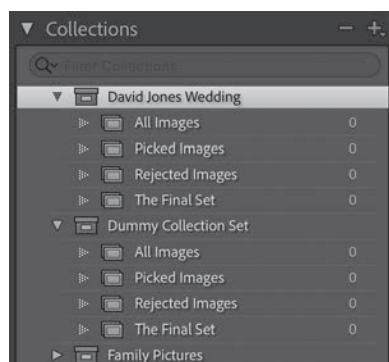 Collections
Filter Collections
David Jones Wedding
All Images 0
Picked Images 0
Rejected Images 0
The Final Set 0
Dummy Collection Set
All Images 0
Picked Images 0
Rejected Images 0
The Final Set 0
Family Pictures